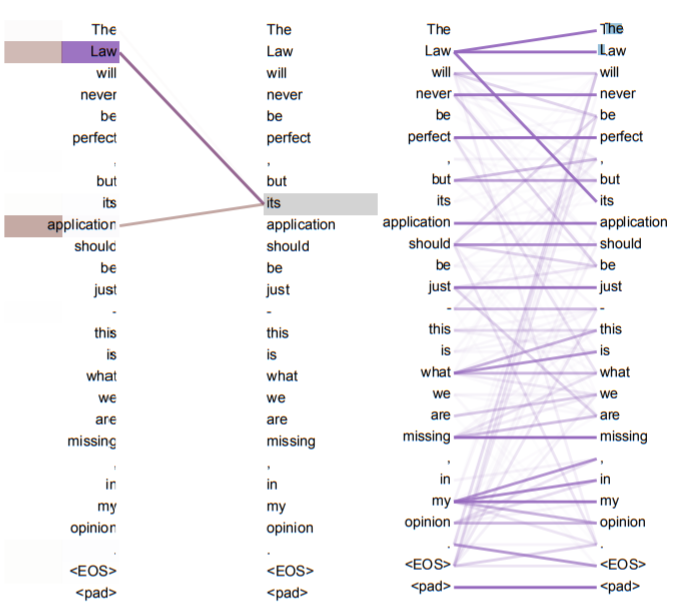 The The The The
Law Law Law Law
will will will will
never never never never
be be be be
perfect perfect perfect perfect
, , , ,
but but but but
its its its its
application application application application
should should should should
be be be be
just just just just
- - - -
this this this this
is is is is
what what what what
we we we we
are are are are
missing missing missing missing
, , , ,
in in in in
my my my my
opinion opinion opinion opinion
. . . .
<EOS> <EOS> <EOS> <EOS>
<pad> <pad> <pad> <pad>